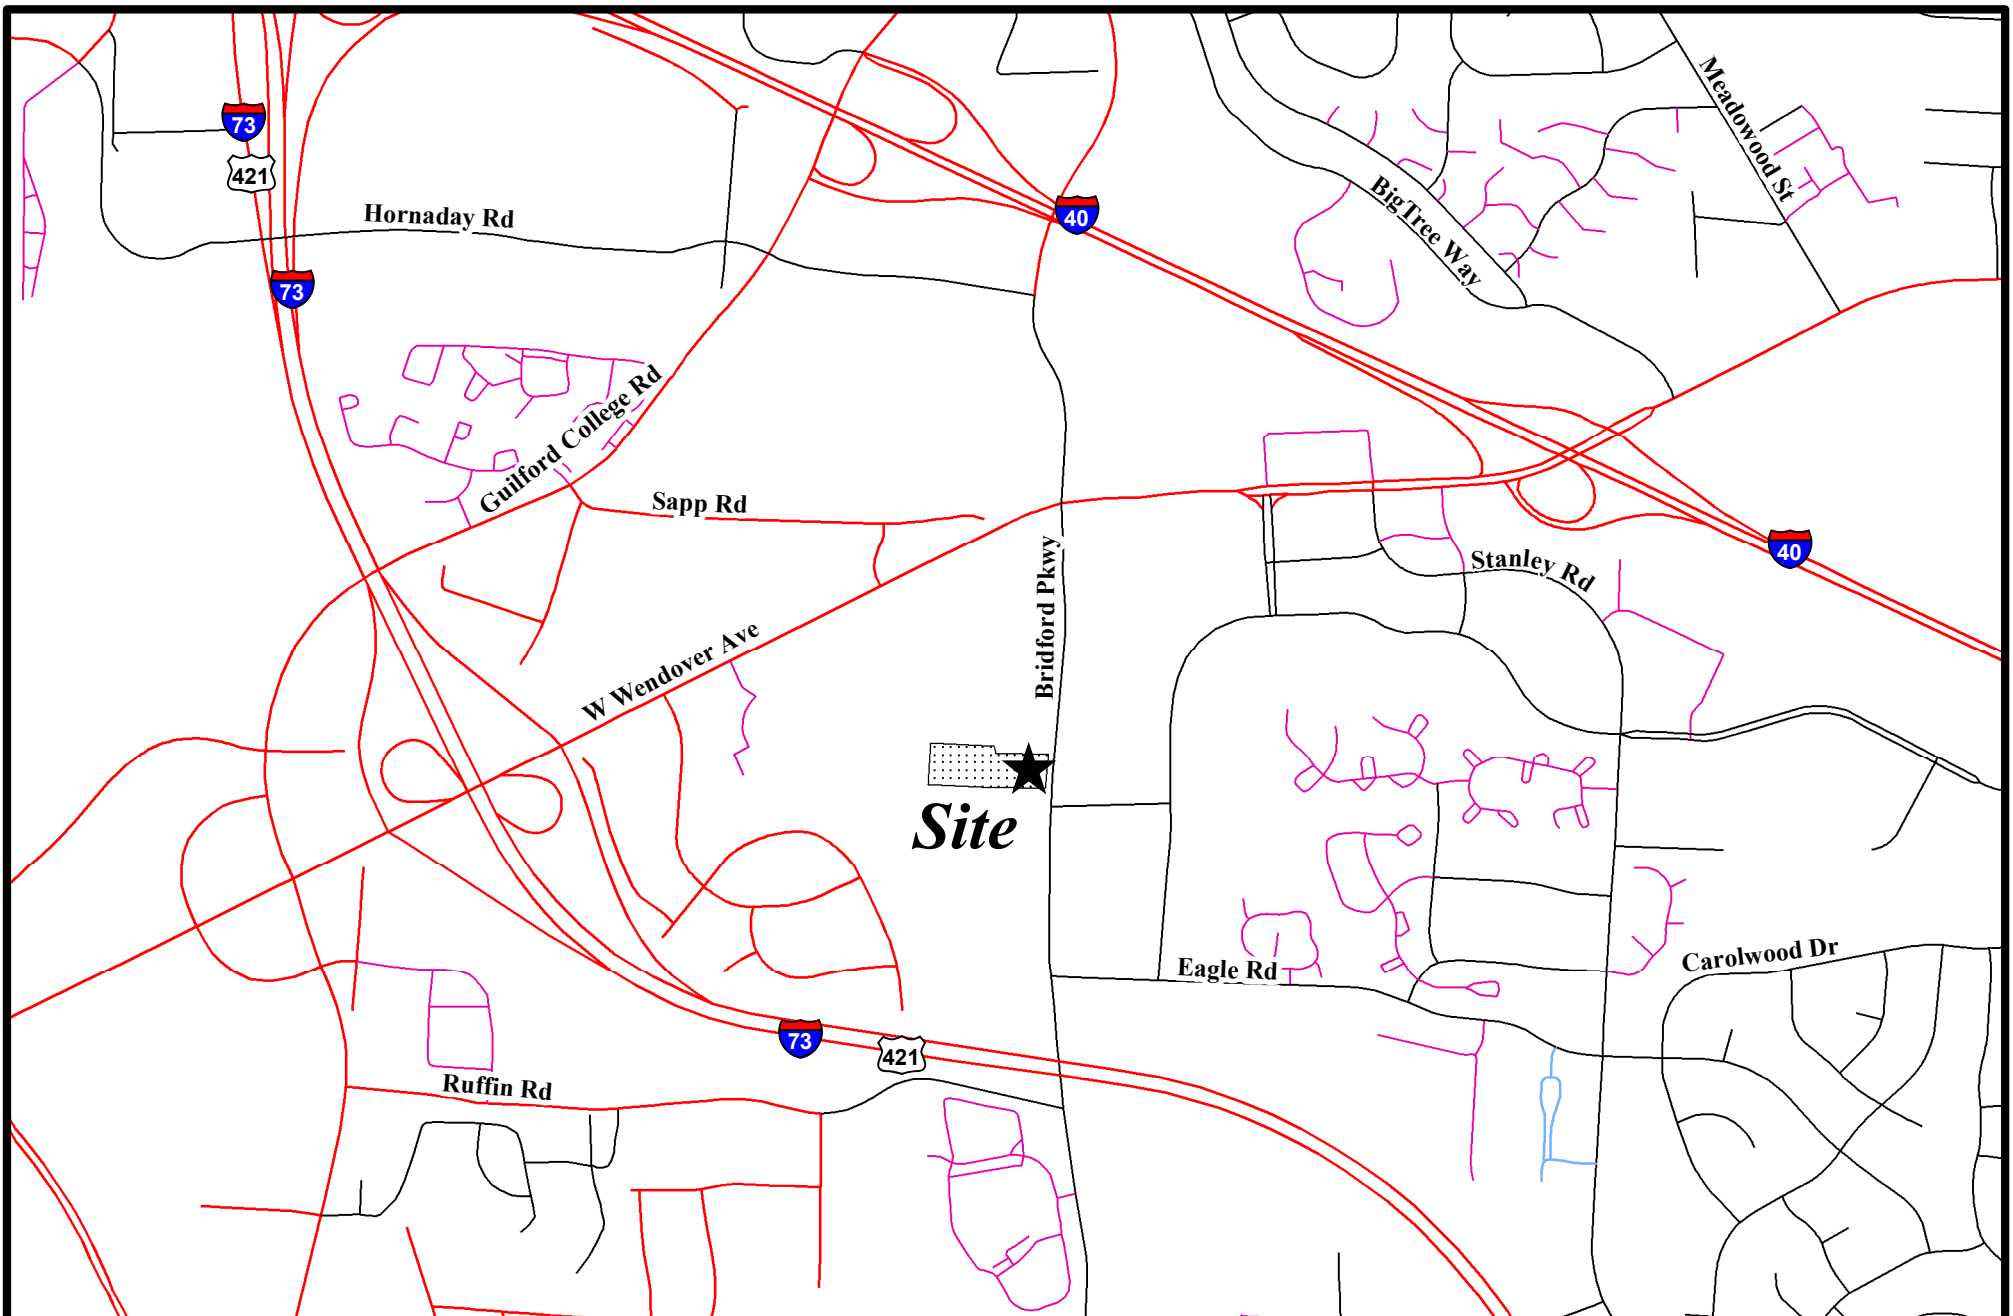 Meadowood St
73
421
Hornaday Rd
40
BigTree Way
73
Guilford College Rd
Sapp Rd
Stanley Rd
40
Bridford Pkwy
W Wendover Ave
Site
Eagle Rd
Carolwood Dr
73
421
Ruffin Rd